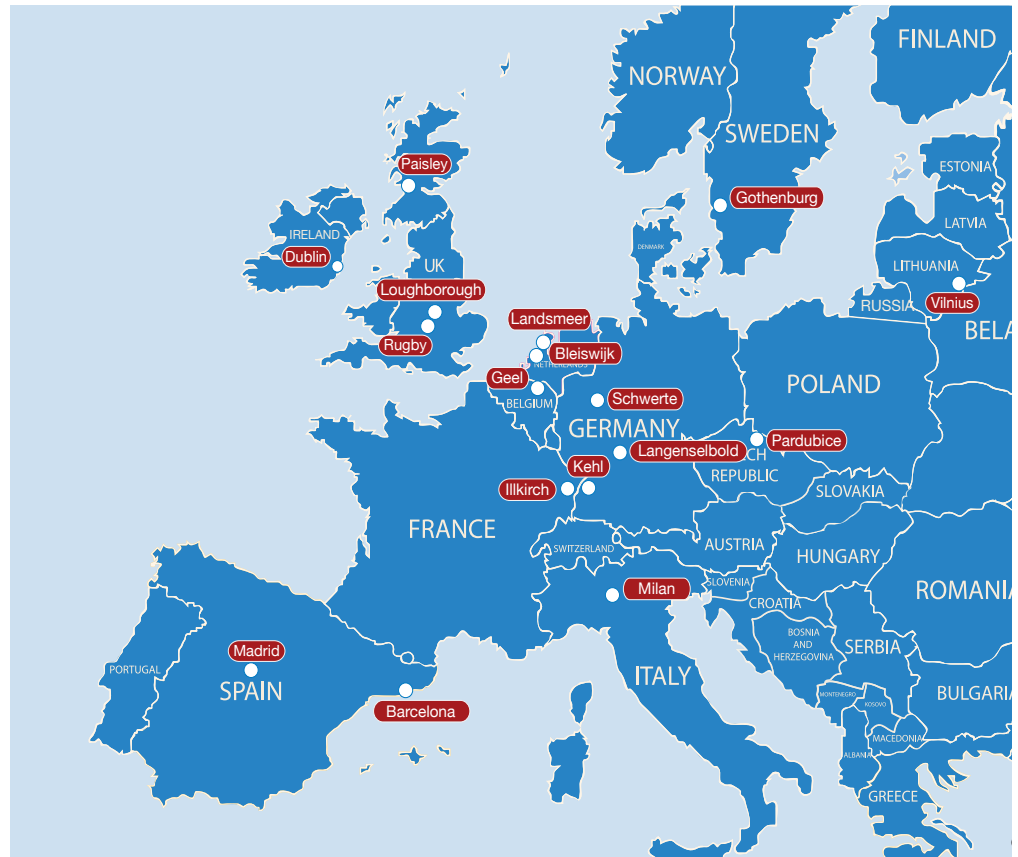 FINLAND
NORWAY
SWEDEN
Paisley
ESTONIA
Gothenburg
LATVIA
IRELAND
DENMARK
Dublin
UK
LITHUANIA
Loughborough
RUSSIA
Vilnius
Landsmeer
BELA
Rugby
Bleiswijk
NETHERLANDS
Geel
POLAND
BELGIUM
Schwerte
GERMANY
Pardubice
Langenselbold
CH
REPUBLIC
Kehl
Illkirch
SLOVAKIA
FRANCE
SWITZERLAND
AUSTRIA
HUNGARY
SLOVENIA
Milan
ROMANIA
CROATIA
BOSNIA
AND
HERZEGOVINA
Madrid
SERBIA
PORTUGAL
SPAIN
ITALY
MONTENEGRO
BULGARIA
KOSOVO
Barcelona
MACEDONIA
ALBANIA
GREECE